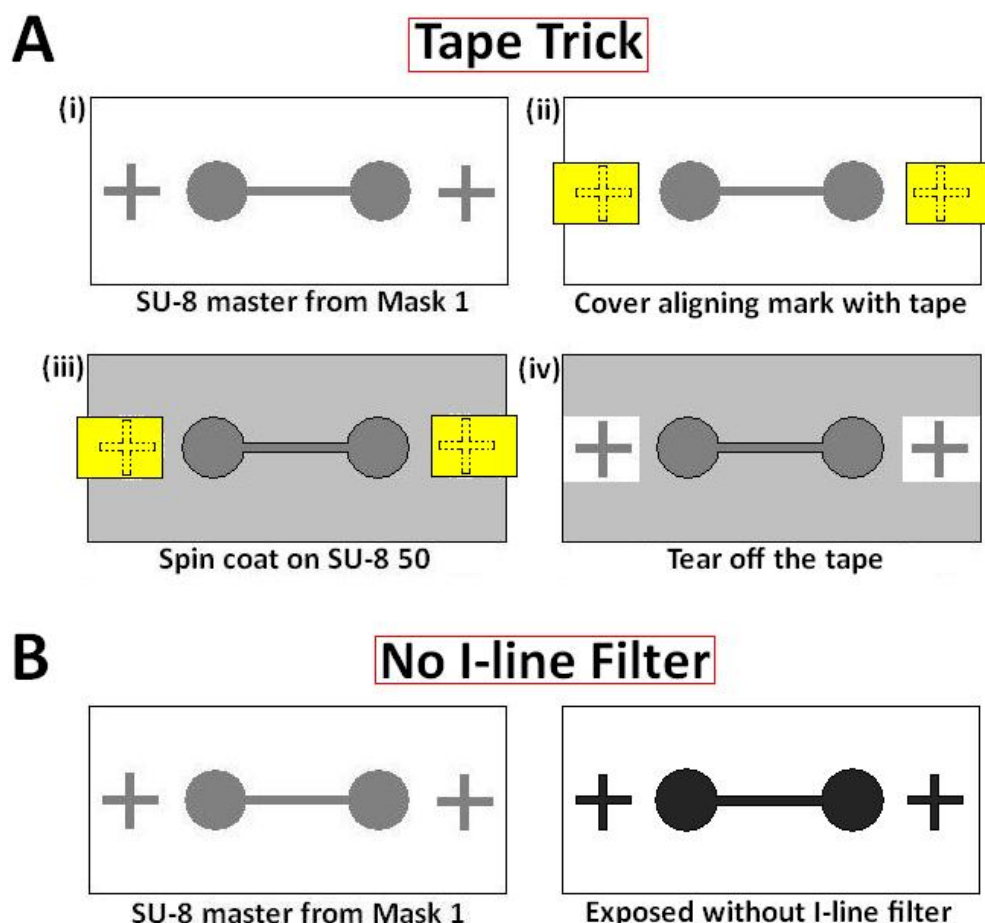 A
Tape Trick
(i)
(ii)
SU-8 master from Mask 1
Cover aligning mark with tape
(iii)
(iv)
Spin coat on SU-8 50
Tear off the tape
B
No I-line Filter
SU-8 master from Mask 1
Exposed without I-line filter